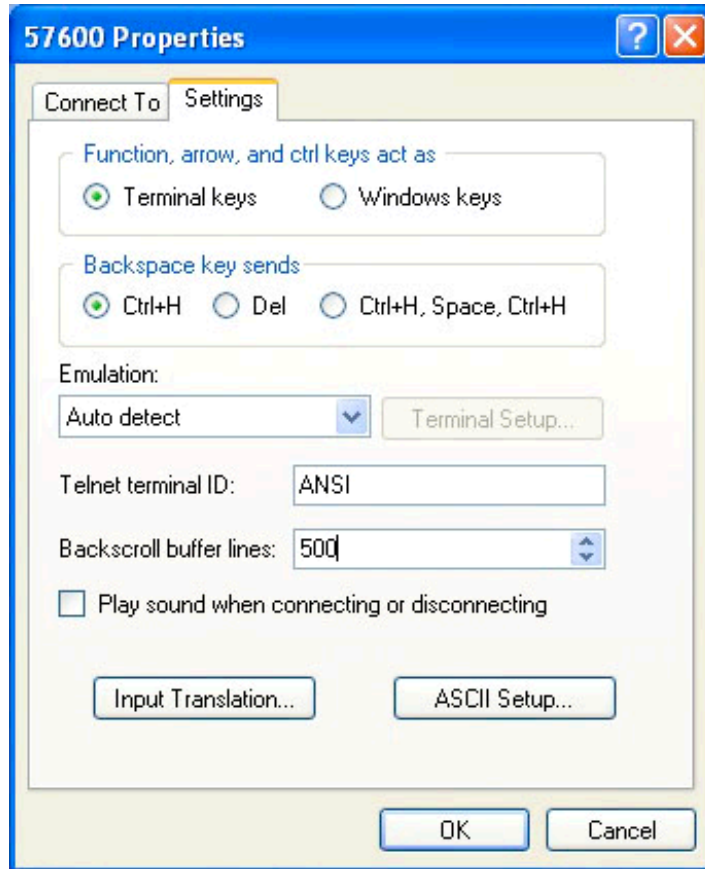 57600 Properties
?
Connect To Settings
Function, arrow, and ctrl keys act as
Terminal keys Windows keys
Backspace key sends
Ctrl+H Del Ctrl+H, Space, Ctrl+H
Emulation:
Auto detect Terminal Setup...
Telnet terminal ID: ANSI
Backscroll buffer lines: 500
Play sound when connecting or disconnecting
Input Translation... ASCII Setup...
OK Cancel